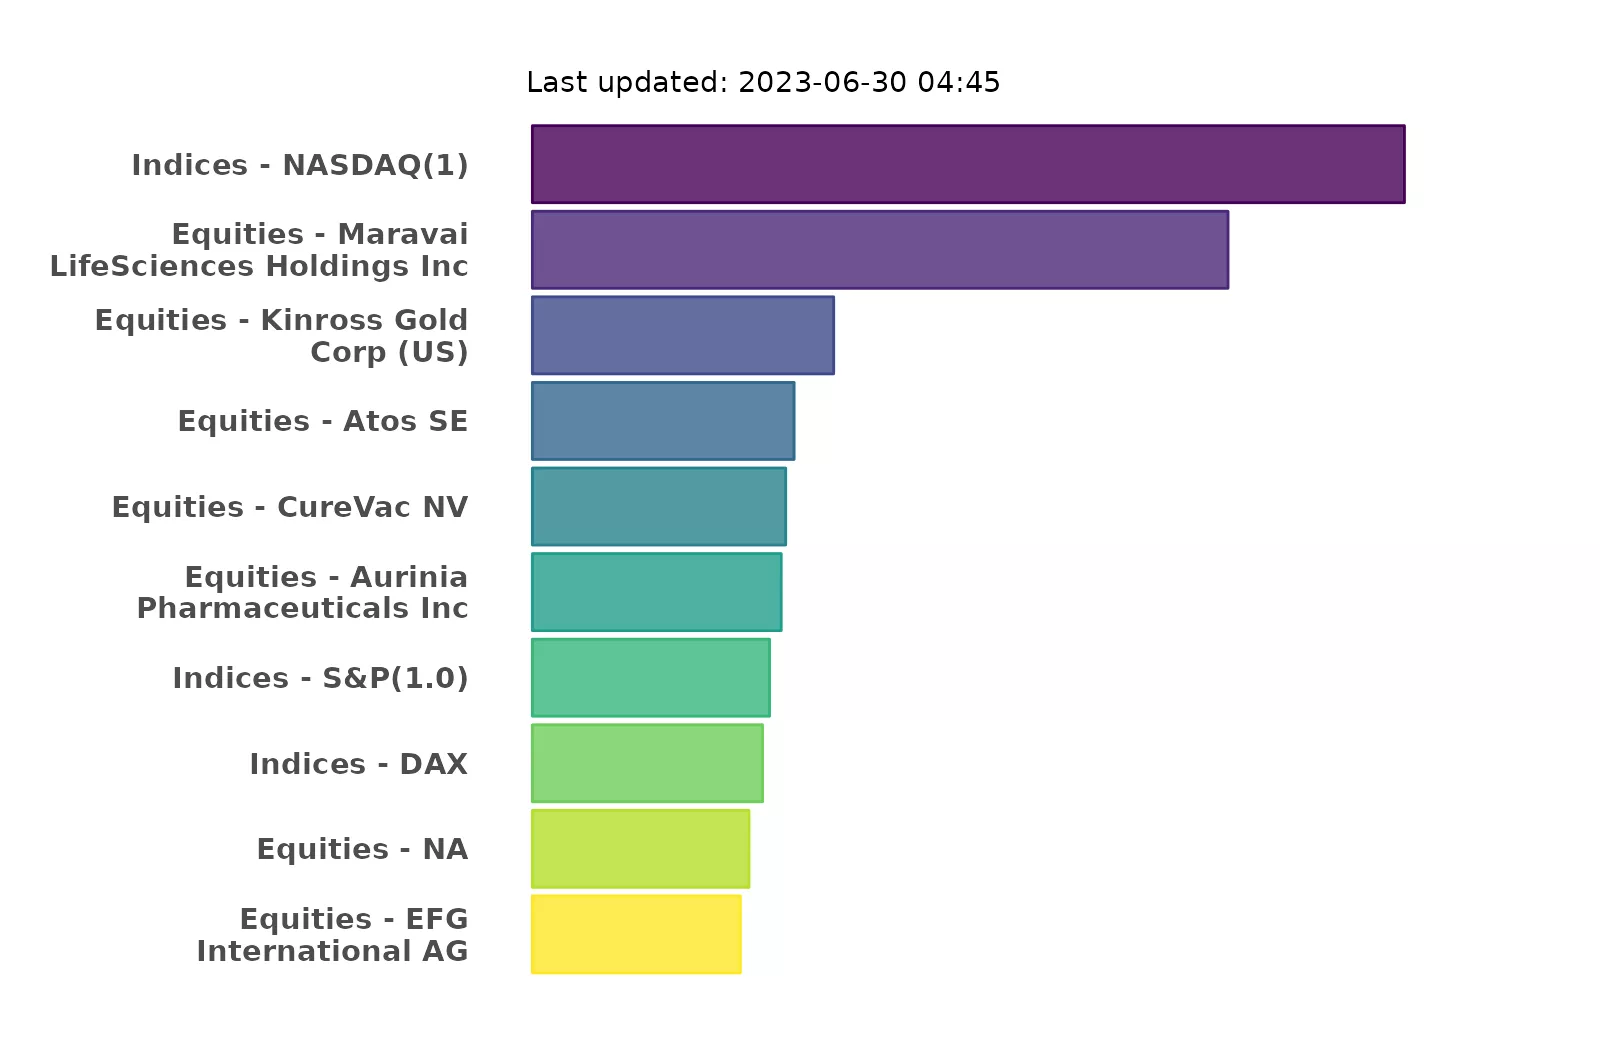 Last updated: 2023-06-30 04:45
Indices - NASDAQ(1)
Equities - Maravai
LifeSciences Holdings Inc
Equities - Kinross Gold
Corp (US)
Equities - Atos SE
Equities - CureVac NV
Equities - Aurinia
Pharmaceuticals Inc
Indices - S&P(1.0)
Indices - DAX
Equities - NA
Equities - EFG
International AG